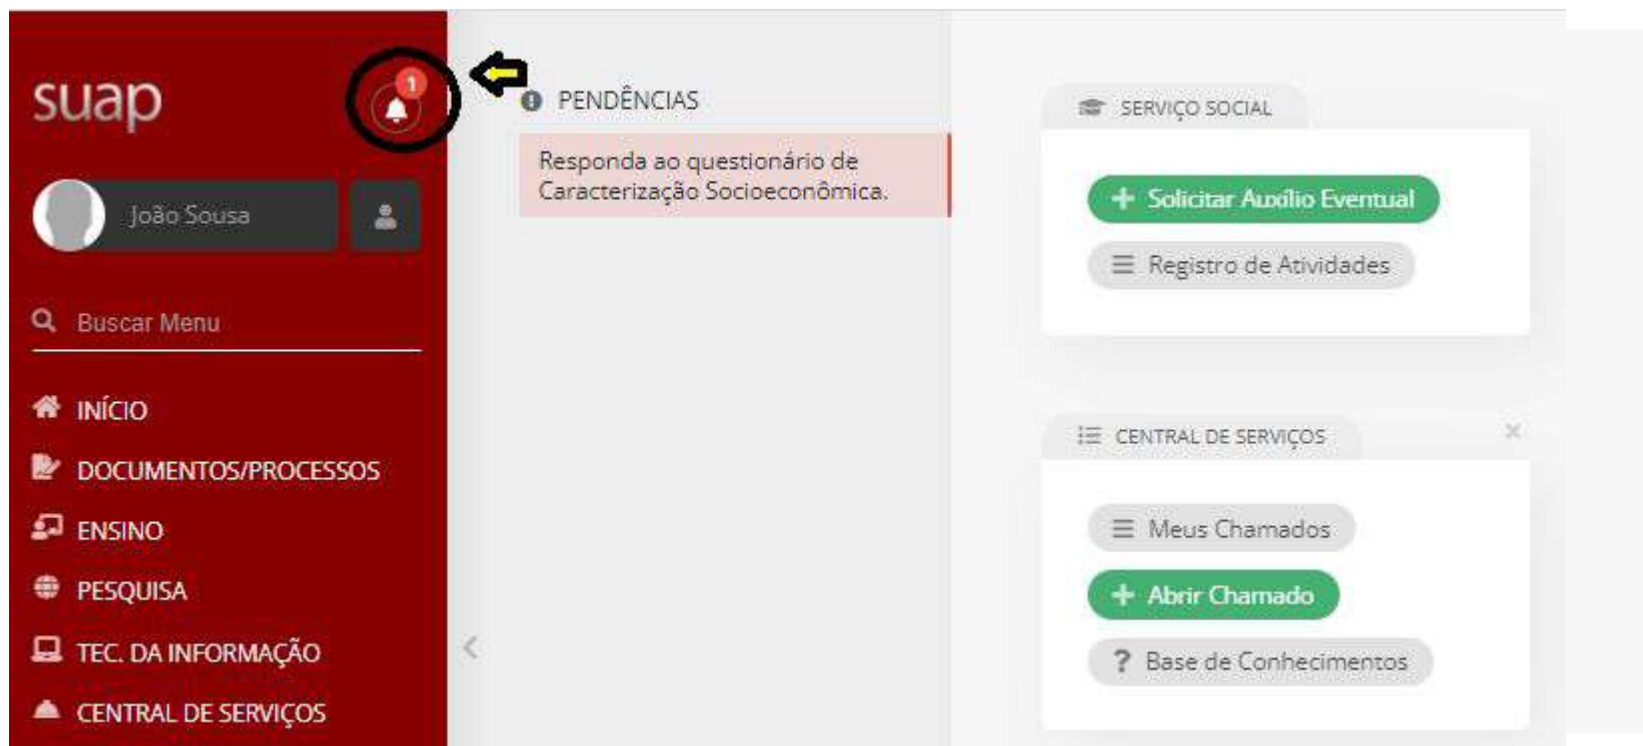 suap
1
João Sousa
Buscar Menu
INÍCIO
DOCUMENTOS/PROCESSOS
ENSINO
PESQUISA
TEC. DA INFORMAÇÃO
CENTRAL DE SERVIÇOS
PENDÊNCIAS
Responda ao questionário de
Caracterização Socioeconômica.
SERVIÇO SOCIAL
+ Solicitar Auxílio Eventual
Registro de Atividades
CENTRAL DE SERVIÇOS
Meus Chamados
+ Abrir Chamado
? Base de Conhecimentos